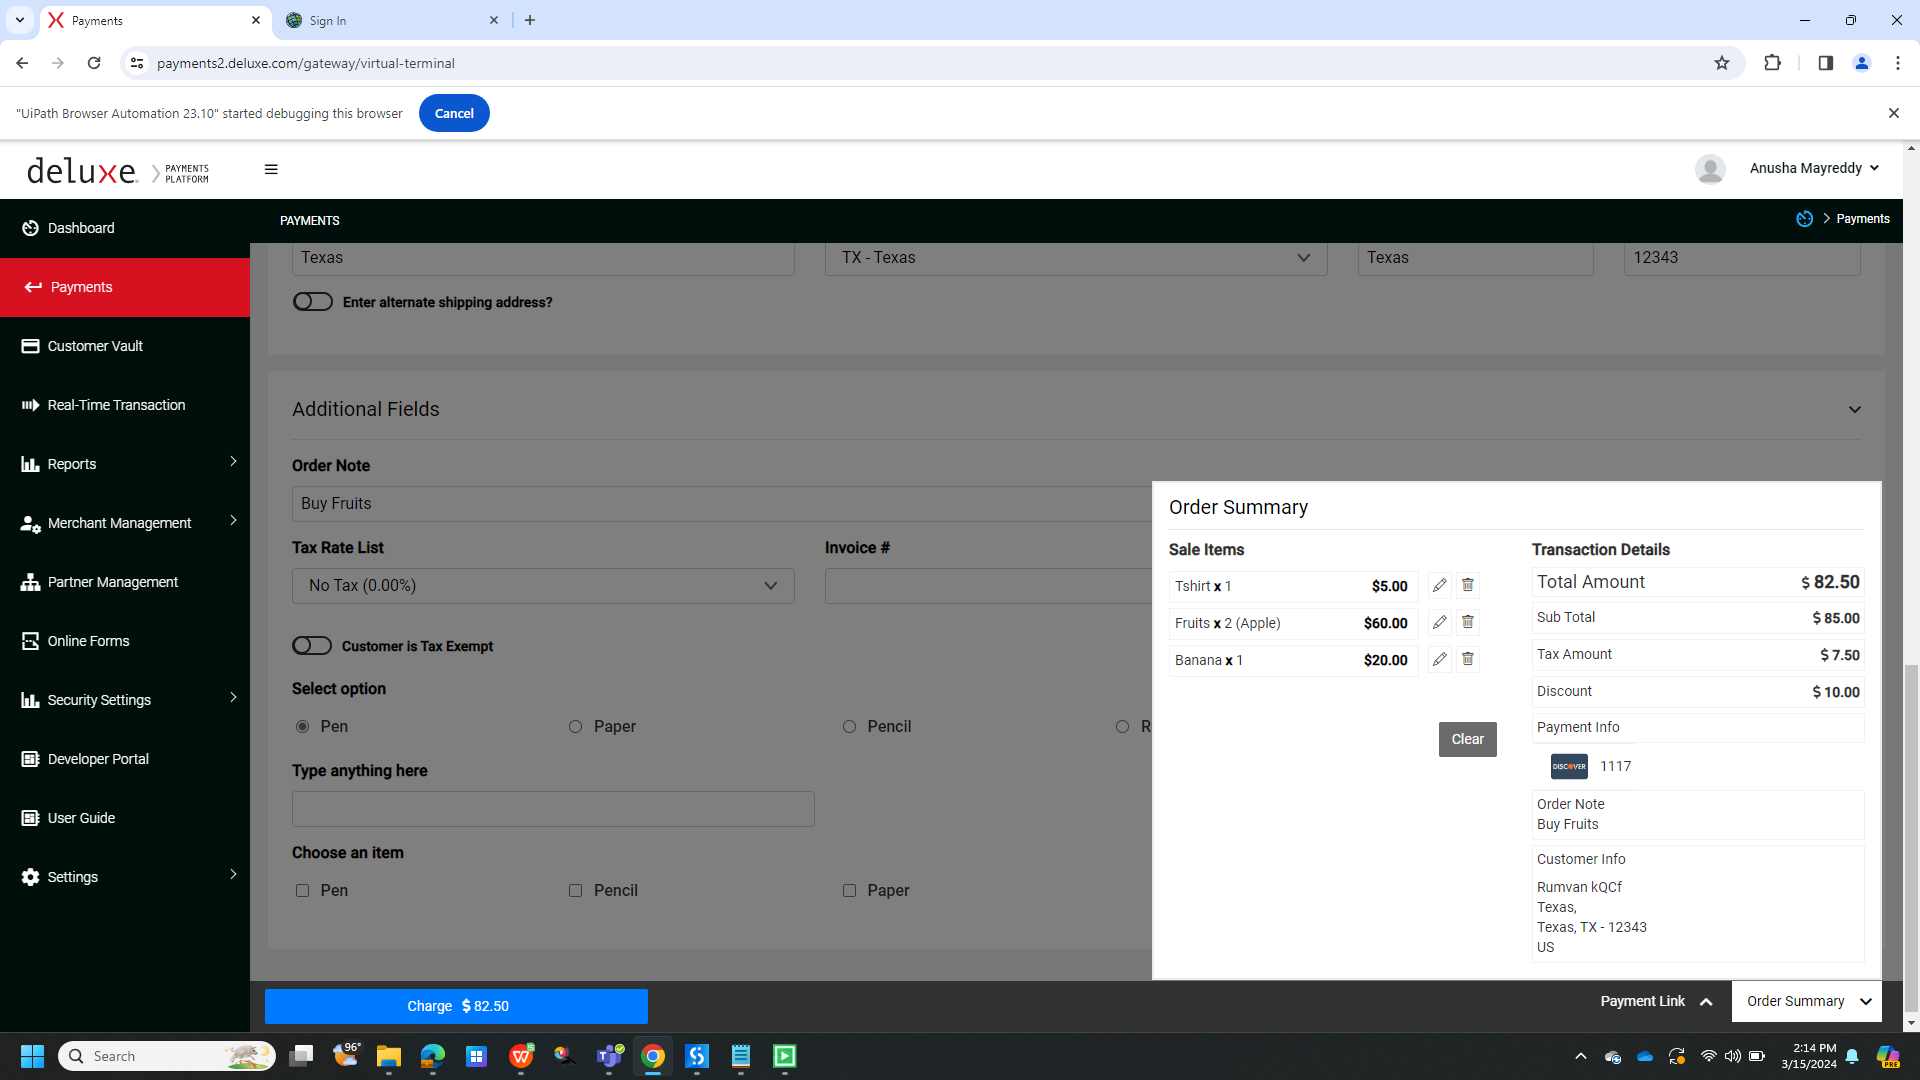 Payments
Sign In
payments2.deluxe.com/gateway/virtual-terminal
"UiPath Browser Automation 23.10" started debugging this browser
Cancel
deluxe. PAYMENTS PLATFORM
Anusha Mayreddy
Dashboard
Payments
Customer Vault
Real-Time Transaction
Reports
Merchant Management
Partner Management
Online Forms
Security Settings
Developer Portal
User Guide
Settings
PAYMENTS
Payments
Texas
TX - Texas
Texas
12343
Enter alternate shipping address?
Additional Fields
Order Note
Buy Fruits
Tax Rate List
Invoice #
No Tax (0.00%)
Customer is Tax Exempt
Select option
Pen
Paper
Pencil
R
Type anything here
Choose an item
Pen
Pencil
Paper
Order Summary
Sale Items
Tshirt x 1 $5.00
Fruits x 2 (Apple) $60.00
Banana x 1 $20.00
Clear
Transaction Details
Total Amount $ 82.50
Sub Total $ 85.00
Tax Amount $ 7.50
Discount $ 10.00
Payment Info
DISCOVER 1117
Order Note
Buy Fruits
Customer Info
Rumvan kQCf
Texas,
Texas, TX - 12343
US
Charge $ 82.50
Payment Link
Order Summary
Search
96°
2:14 PM
3/15/2024
PRE